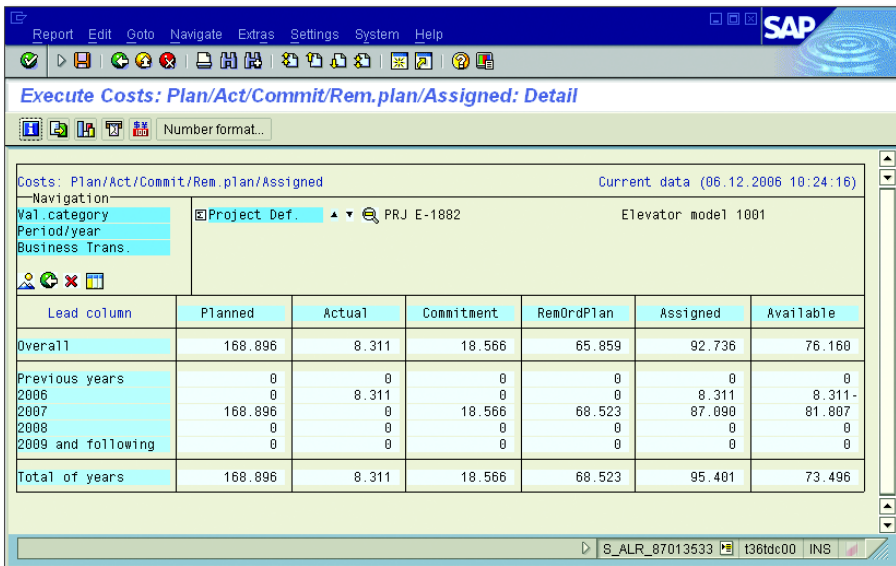 Report Edit Goto Navigate Extras Settings System Help
SAP
Execute Costs: Plan/Act/Commit/Rem.plan/Assigned: Detail
Number format...
Costs: Plan/Act/Commit/Rem.plan/Assigned Current data (06.12.2006 10:24:16)
Navigation
Val.category Project Def. PRJ E-1882 Elevator model 1001
Period/year
Business Trans.
Lead column Planned Actual Commitment RemOrdPlan Assigned Available
Overall 168.896 8.311 18.566 65.859 92.736 76.160
Previous years 0 0 0 0 0 0
2006 0 8.311 0 0 8.311 8.311-
2007 168.896 0 18.566 68.523 87.090 81.807
2008 0 0 0 0 0 0
2009 and following 0 0 0 0 0 0
Total of years 168.896 8.311 18.566 68.523 95.401 73.496
S_ALR_87013533 t36tdc00 INS